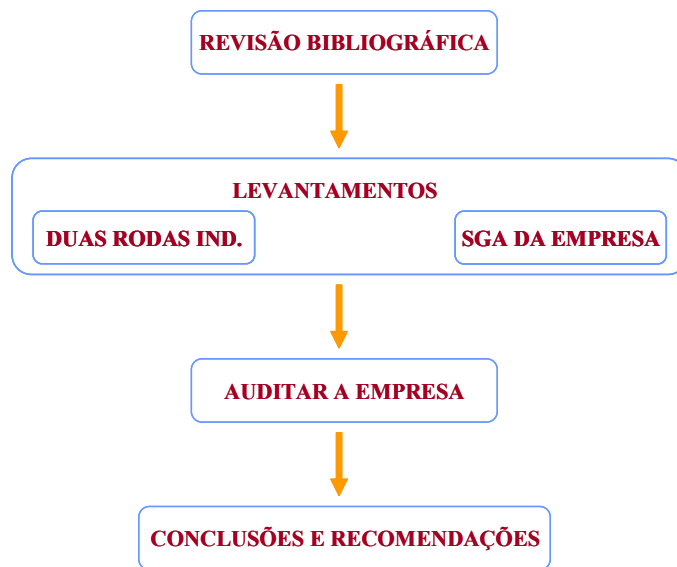 REVISÃO BIBLIOGRÁFICA
LEVANTAMENTOS
DUAS RODAS IND.
SGA DA EMPRESA
AUDITAR A EMPRESA
CONCLUSÕES E RECOMENDAÇÕES